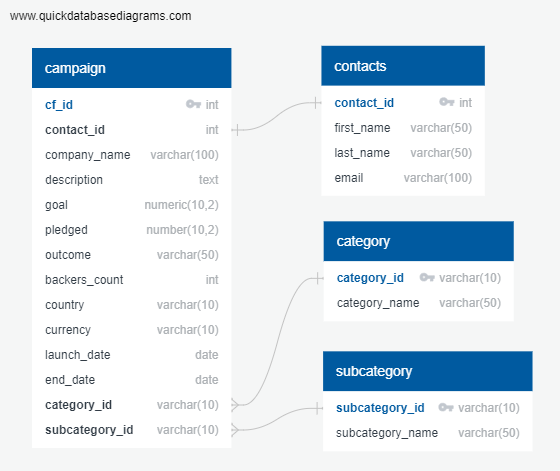 www.quickdatabasediagrams.com
campaign
cf_id int
contact_id int
company_name varchar(100)
description text
goal numeric(10,2)
pledged number(10,2)
outcome varchar(50)
backers_count int
country varchar(10)
currency varchar(10)
launch_date date
end_date date
category_id varchar(10)
subcategory_id varchar(10)
contacts
contact_id int
first_name varchar(50)
last_name varchar(50)
email varchar(100)
category
category_id varchar(10)
category_name varchar(50)
subcategory
subcategory_id varchar(10)
subcategory_name varchar(50)